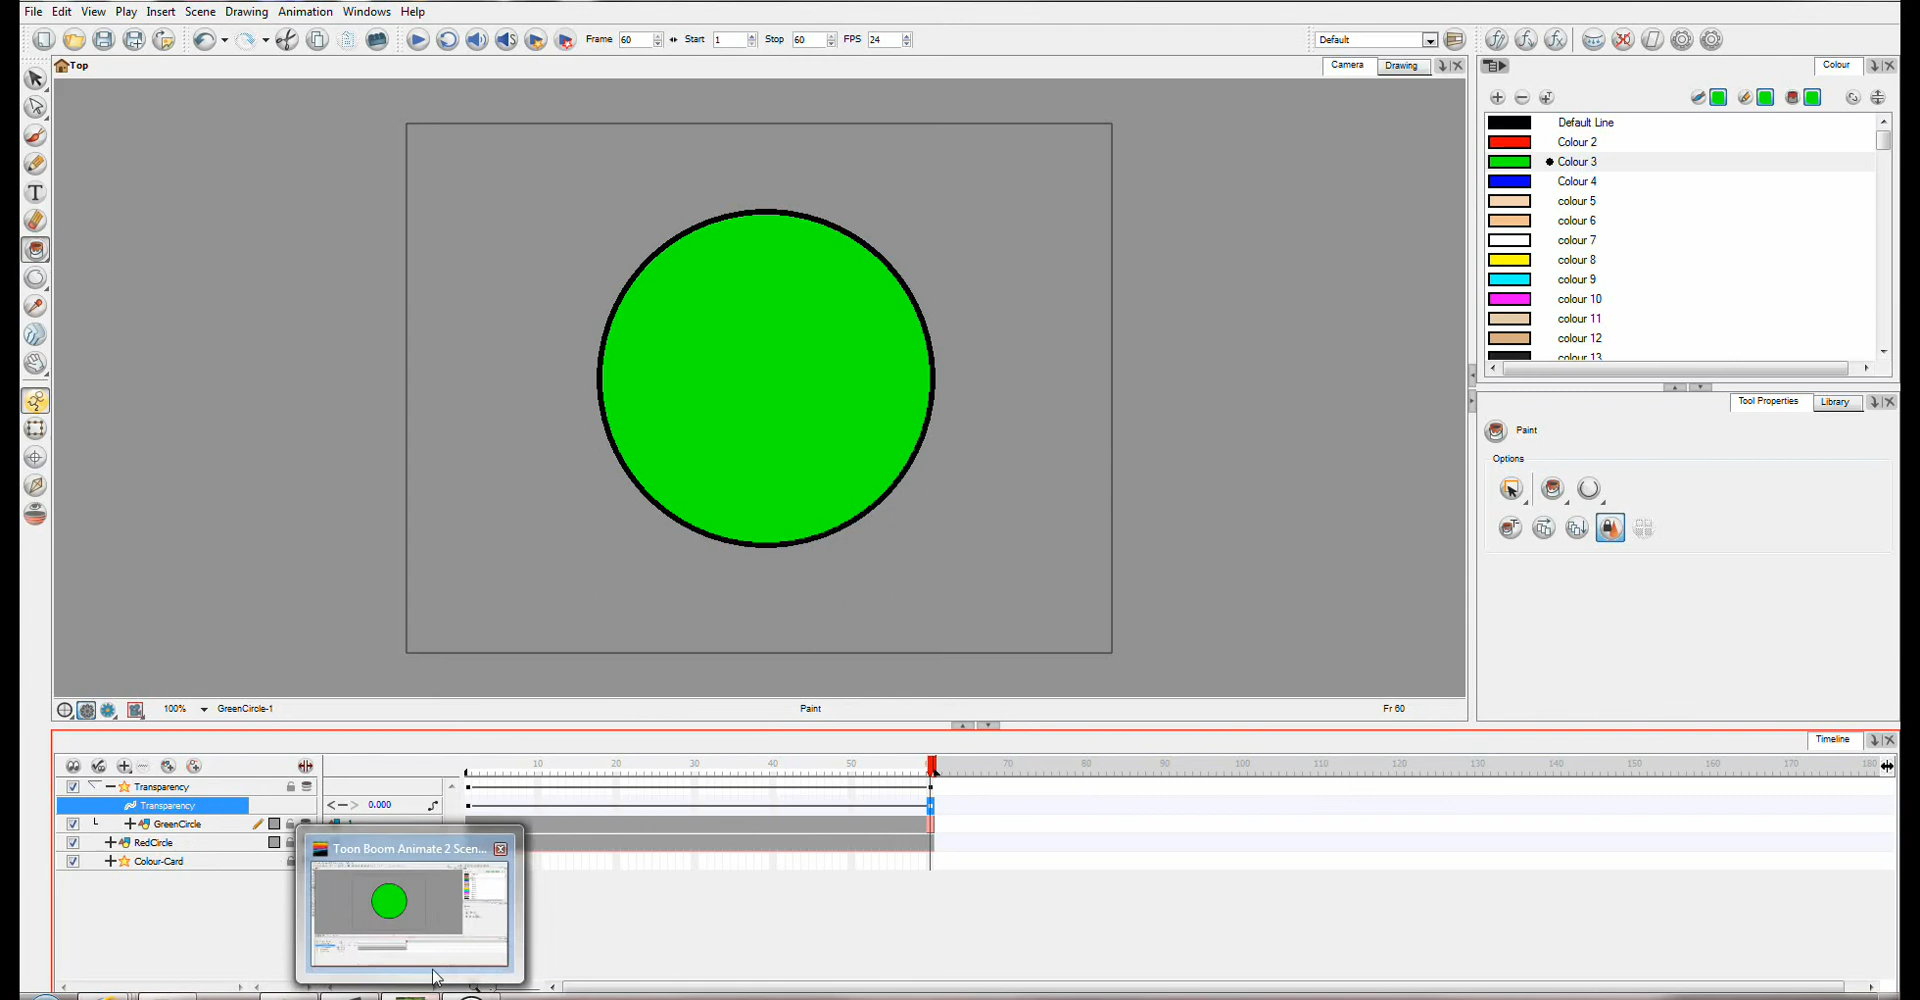 File Edit View Play Insert Scene Drawing Animation Windows Help
Frame 60 Start 1 Stop 60 FPS 24 Default
Top Camera Drawing Colour
Default Line
Colour 2
Colour 3
Colour 4
colour 5
colour 6
colour 7
colour 8
colour 9
colour 10
colour 11
colour 12
colour 13
Tool Properties Library
Paint
Options
100% GreenCircle-1 Paint Fr 60
Timeline
10 20 30 40 50 70 80 90 100 110 120 130 140 150 160 170 180
Transparency
Transparency 0.000
GreenCircle 1
RedCircle
Colour-Card
Toon Boom Animate 2 Scen...